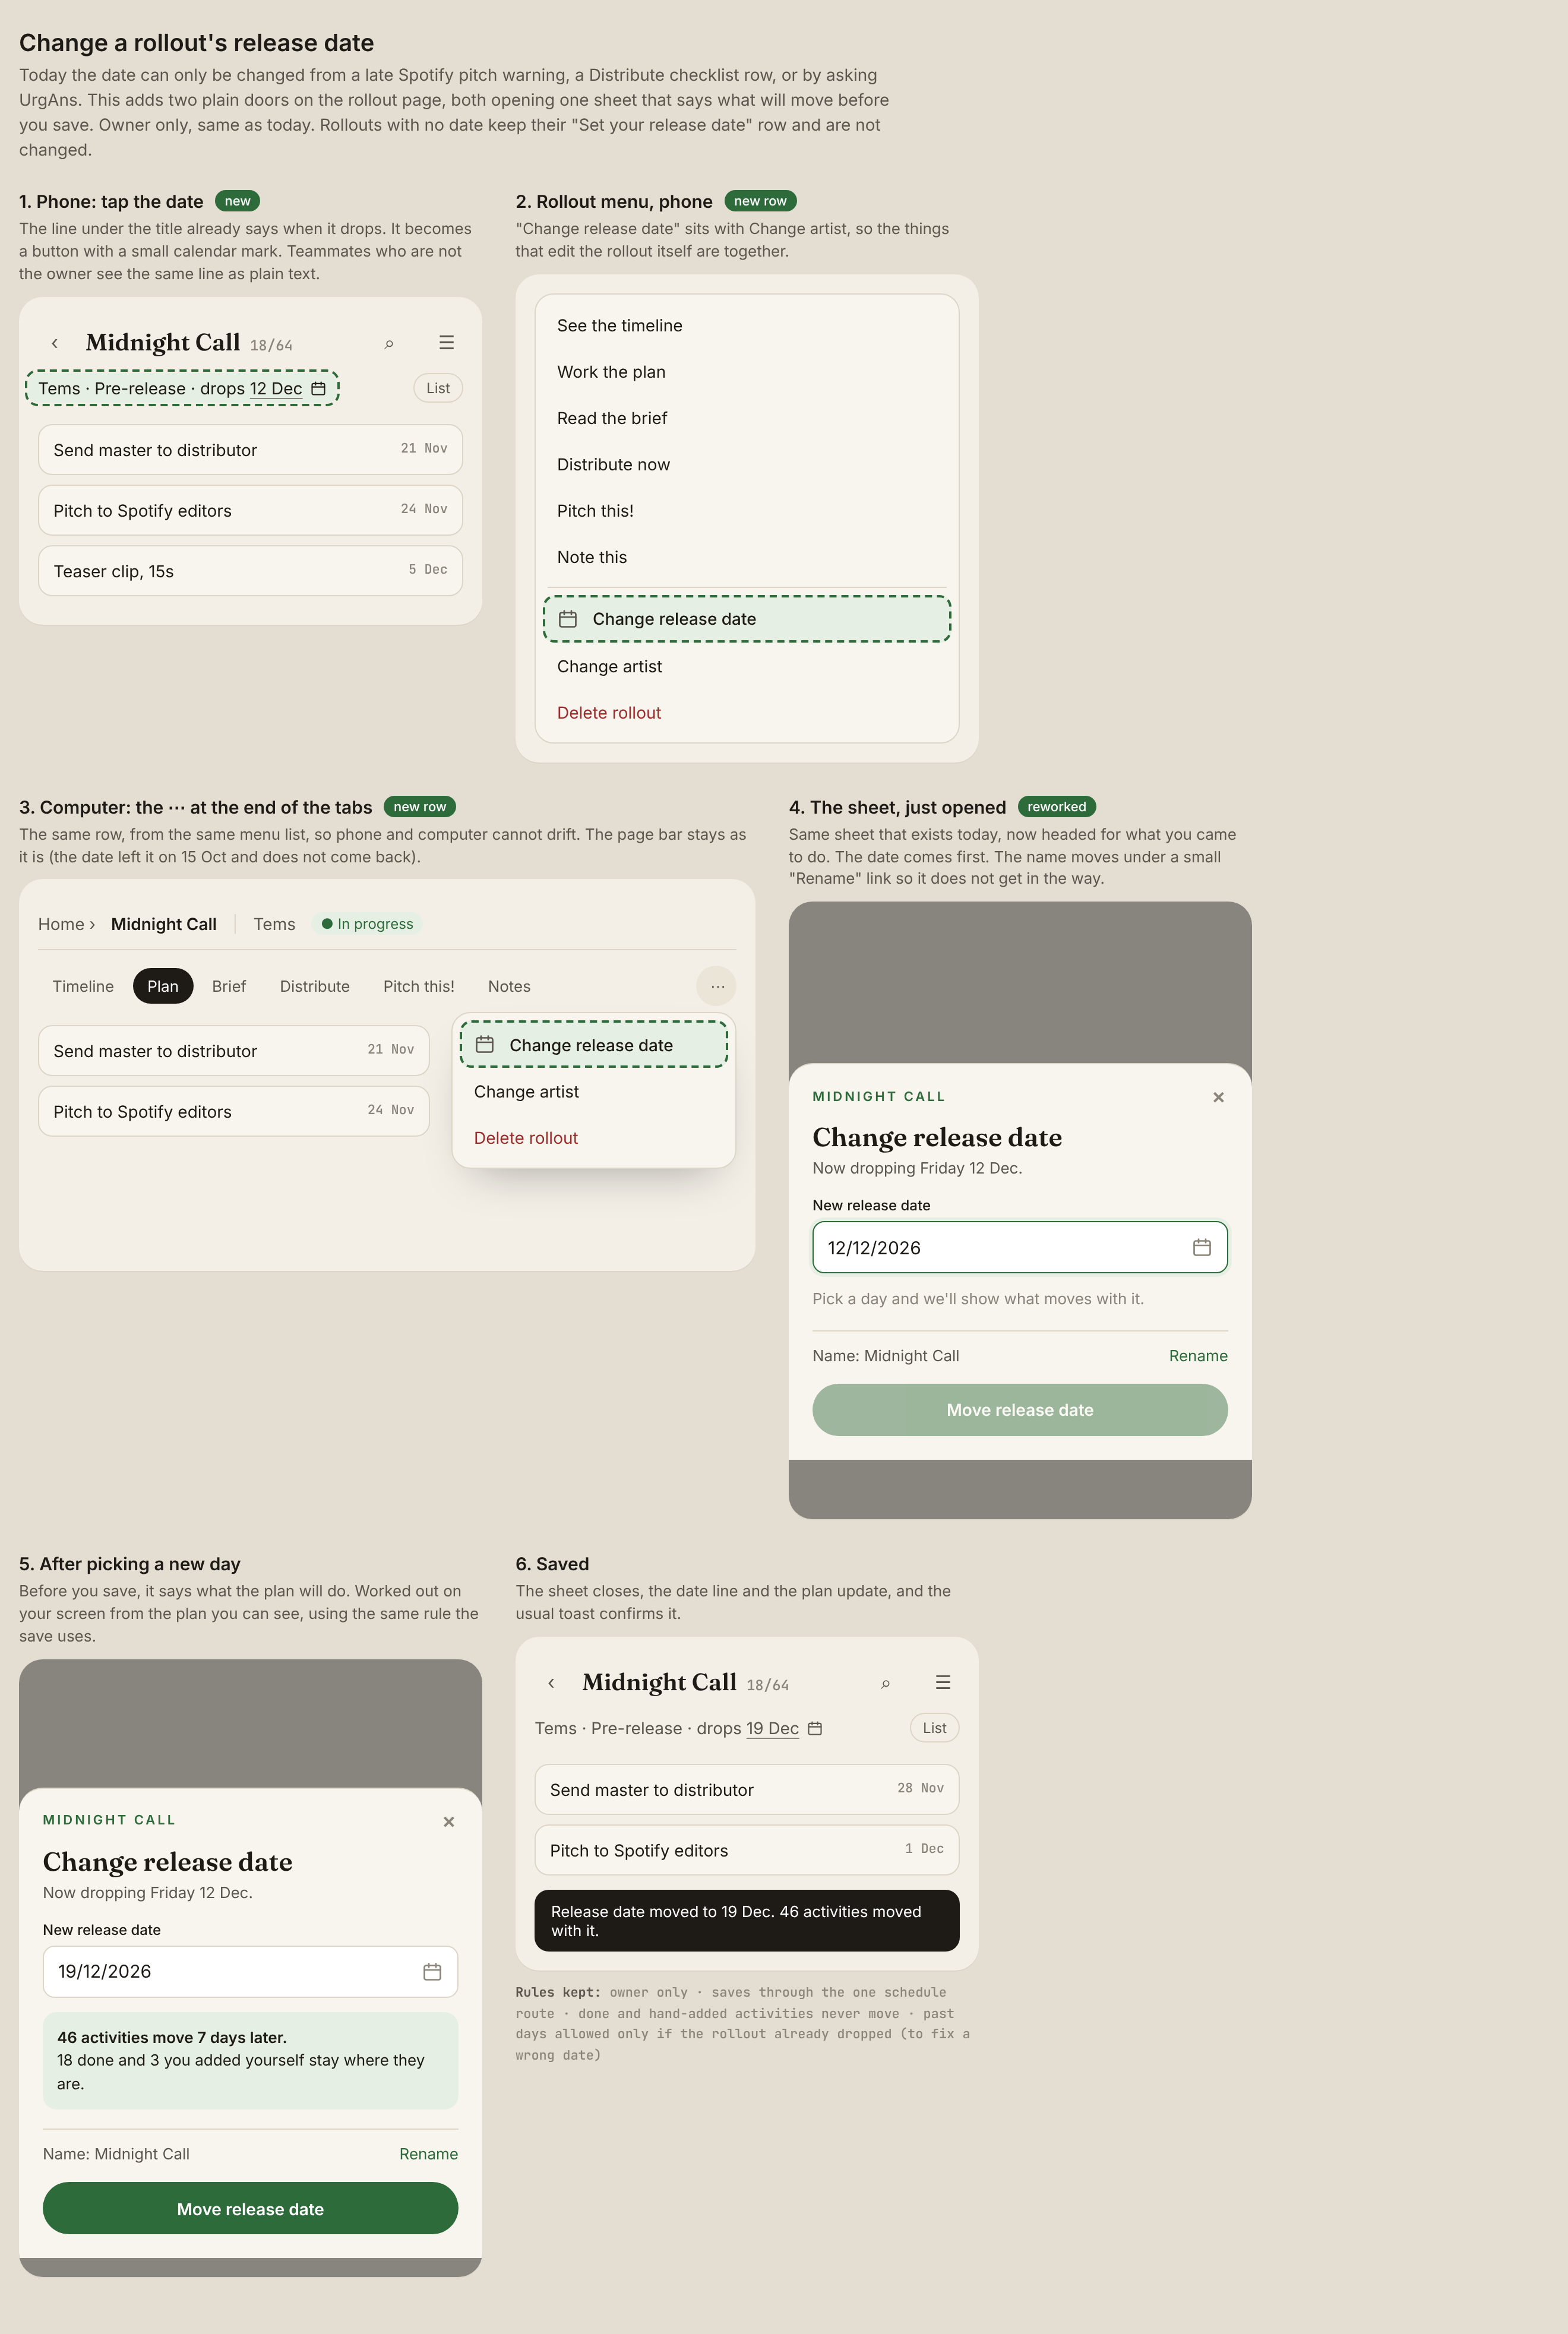 Change a rollout's release date
Today the date can only be changed from a late Spotify pitch warning, a Distribute checklist row, or by asking
UrgAns. This adds two plain doors on the rollout page, both opening one sheet that says what will move before
you save. Owner only, same as today. Rollouts with no date keep their "Set your release date" row and are not
changed.
1. Phone: tap the date new
The line under the title already says when it drops. It becomes
a button with a small calendar mark. Teammates who are not
the owner see the same line as plain text.
‹ Midnight Call 18/64 ⌕ ☰
Tems · Pre-release · drops 12 Dec List
Send master to distributor 21 Nov
Pitch to Spotify editors 24 Nov
Teaser clip, 15s 5 Dec
2. Rollout menu, phone new row
"Change release date" sits with Change artist, so the things
that edit the rollout itself are together.
See the timeline
Work the plan
Read the brief
Distribute now
Pitch this!
Note this
Change release date
Change artist
Delete rollout
3. Computer: the ⋯ at the end of the tabs new row
The same row, from the same menu list, so phone and computer cannot drift. The page bar stays as
it is (the date left it on 15 Oct and does not come back).
Home › Midnight Call Tems In progress
Timeline Plan Brief Distribute Pitch this! Notes ⋯
Send master to distributor 21 Nov
Pitch to Spotify editors 24 Nov
Change release date
Change artist
Delete rollout
4. The sheet, just opened reworked
Same sheet that exists today, now headed for what you came
to do. The date comes first. The name moves under a small
"Rename" link so it does not get in the way.
MIDNIGHT CALL ×
Change release date
Now dropping Friday 12 Dec.
New release date
12/12/2026
Pick a day and we'll show what moves with it.
Name: Midnight Call Rename
Move release date
5. After picking a new day
Before you save, it says what the plan will do. Worked out on
your screen from the plan you can see, using the same rule the
save uses.
MIDNIGHT CALL ×
Change release date
Now dropping Friday 12 Dec.
New release date
19/12/2026
46 activities move 7 days later.
18 done and 3 you added yourself stay where they
are.
Name: Midnight Call Rename
Move release date
6. Saved
The sheet closes, the date line and the plan update, and the
usual toast confirms it.
‹ Midnight Call 18/64 ⌕ ☰
Tems · Pre-release · drops 19 Dec List
Send master to distributor 28 Nov
Pitch to Spotify editors 1 Dec
Release date moved to 19 Dec. 46 activities moved
with it.
Rules kept: owner only · saves through the one schedule
route · done and hand-added activities never move · past
days allowed only if the rollout already dropped (to fix a
wrong date)